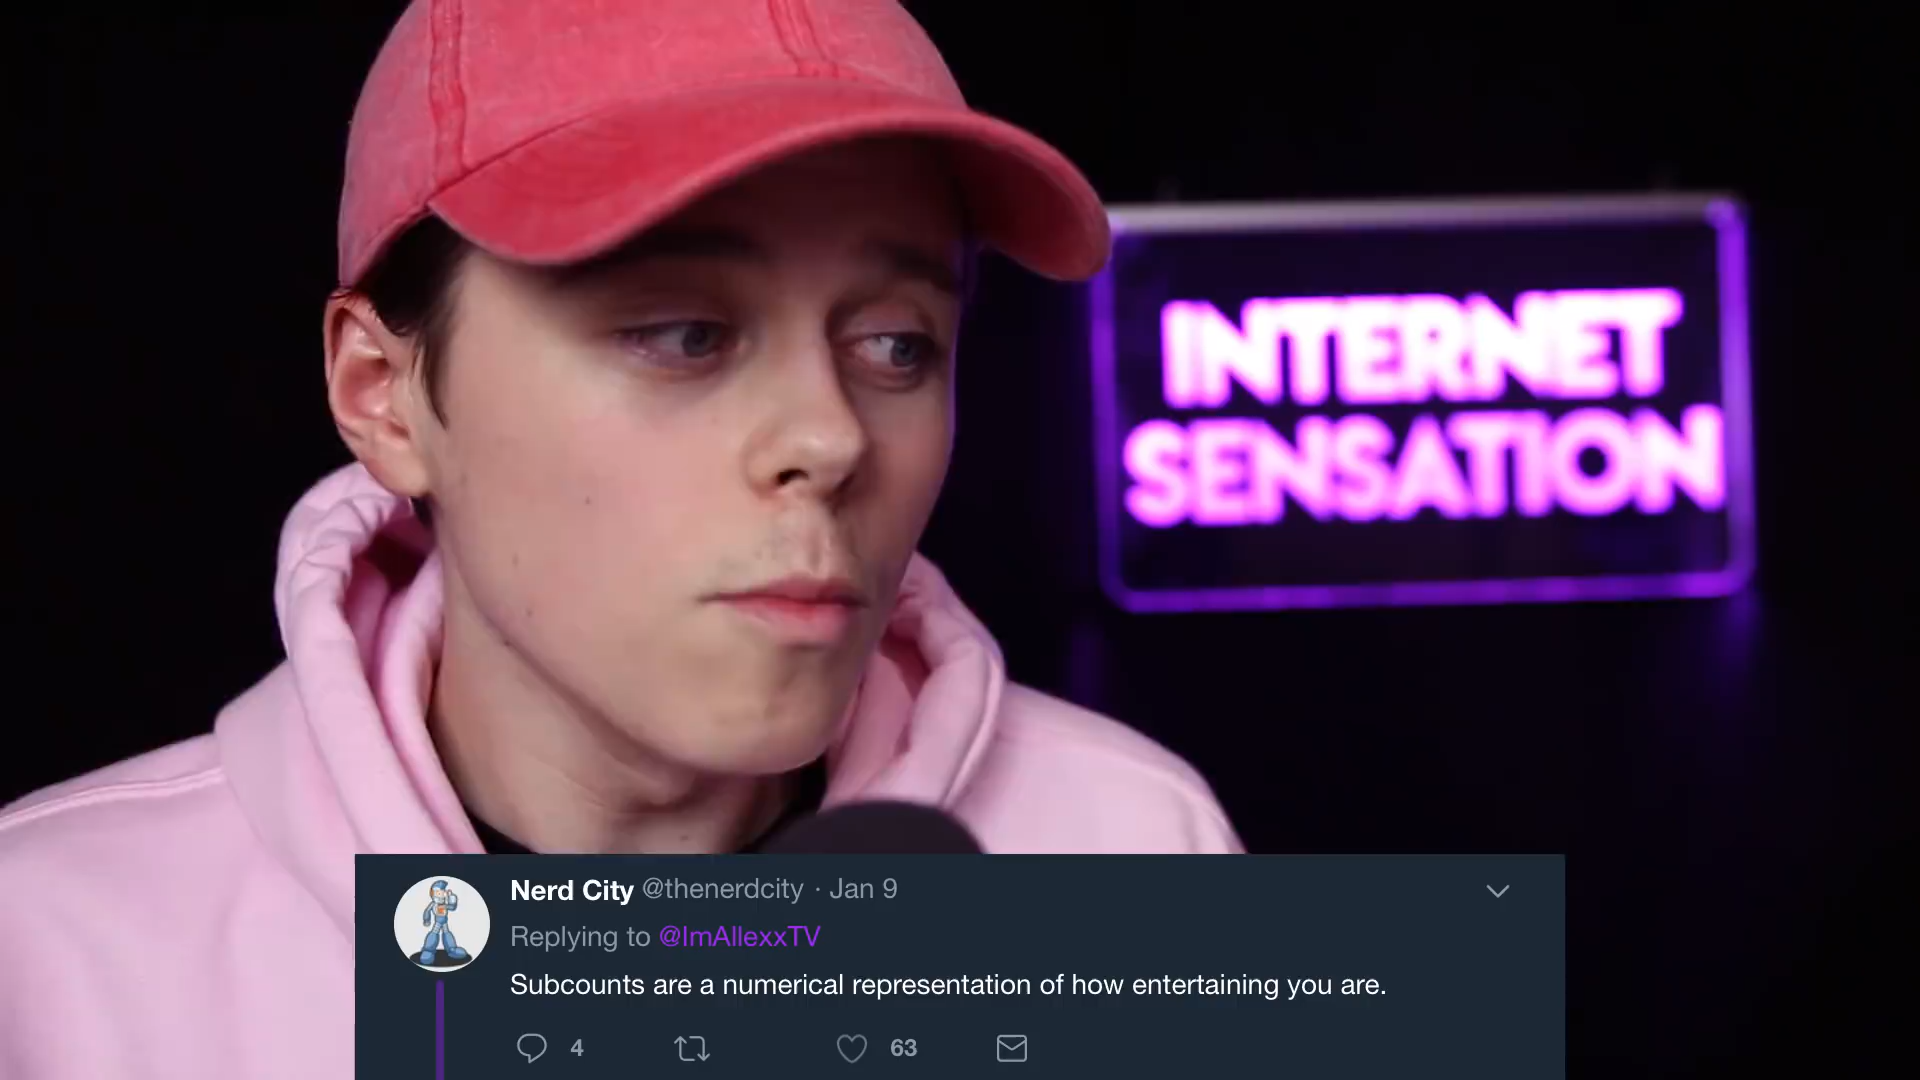 INTERNET
SENSATION
Nerd City @thenerdcity · Jan 9
Replying to @ImAllexxTV
Subcounts are a numerical representation of how entertaining you are.
4 63